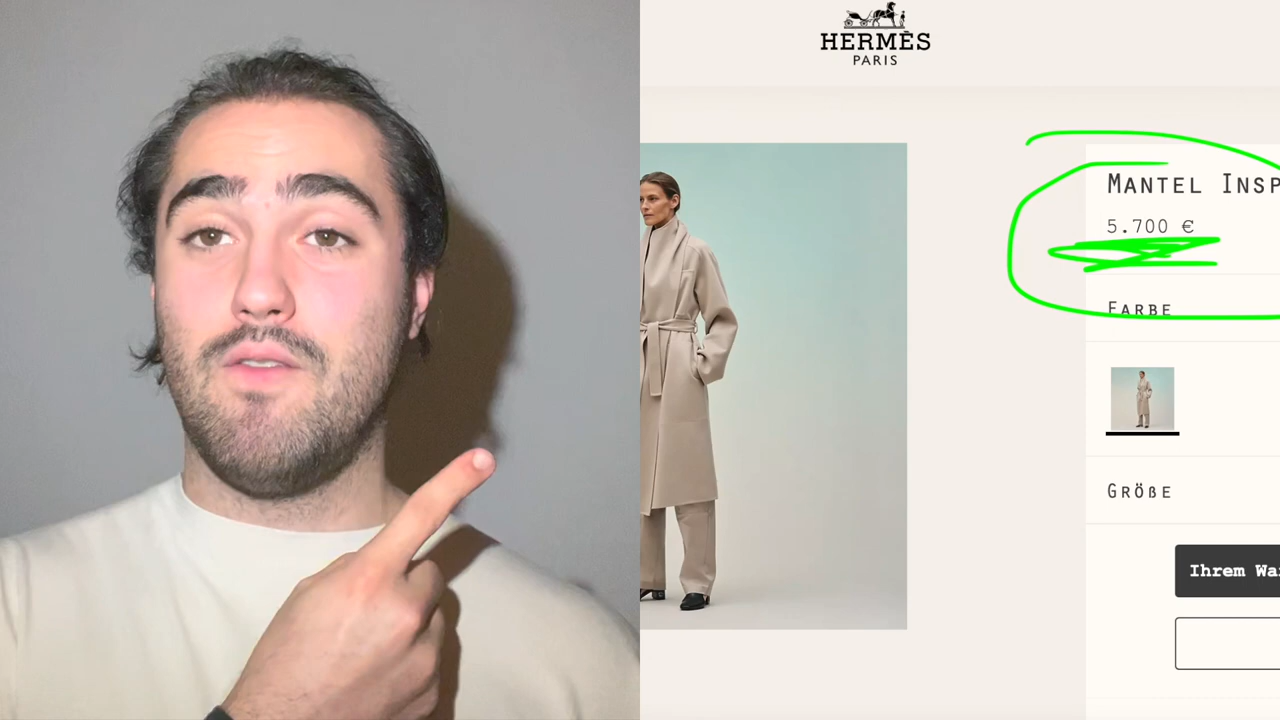 HERMÈS
PARIS
MANTEL INSP
5.700 €
FARBE
GRÖẞE
Ihrem Wa